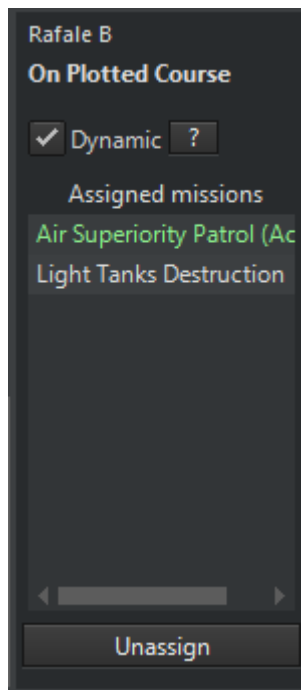 Rafale B
On Plotted Course
Dynamic ?
Assigned missions
Air Superiority Patrol (Ac
Light Tanks Destruction
Unassign